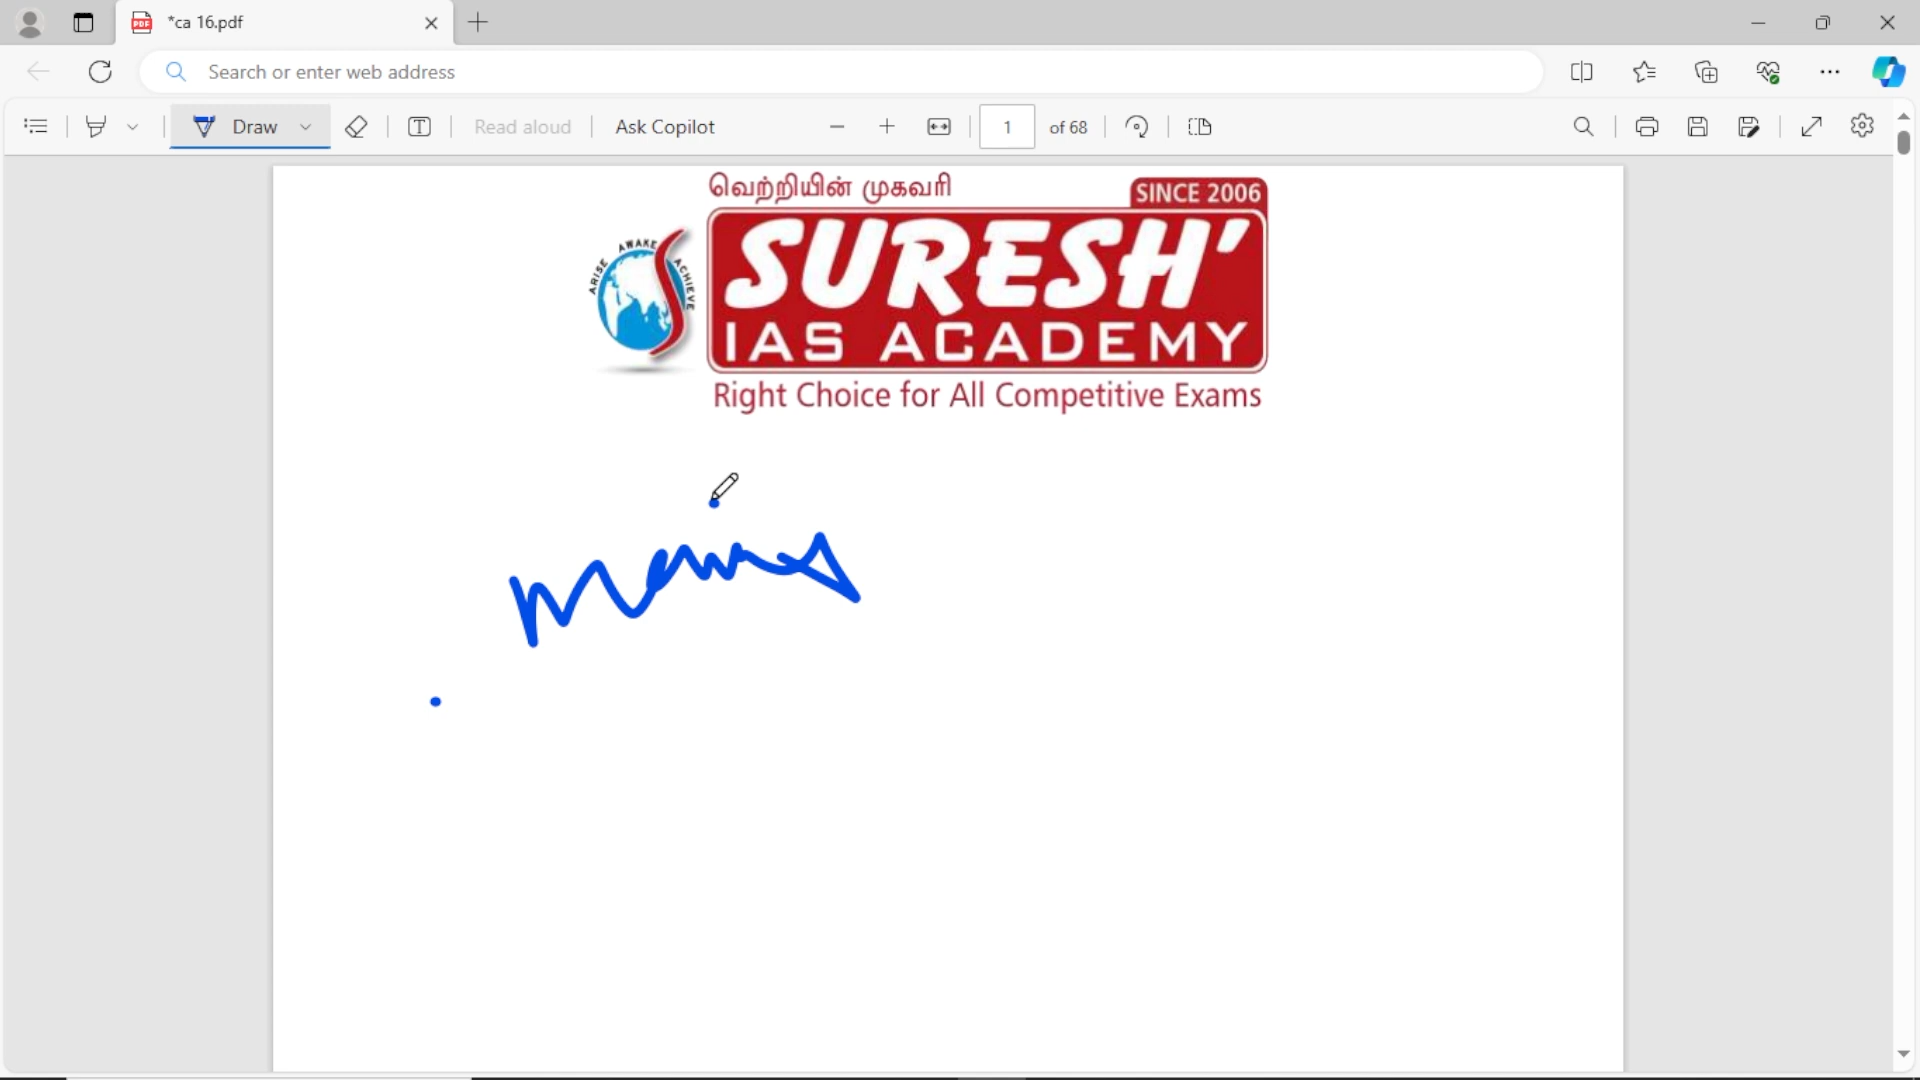 *ca 16.pdf
Search or enter web address
Draw
Read aloud
Ask Copilot
1
of 68
வெற்றியின் முகவரி
SINCE 2006
ARISE AWAKE ACHIEVE
SURESH'
IAS ACADEMY
Right Choice for All Competitive Exams
Mains